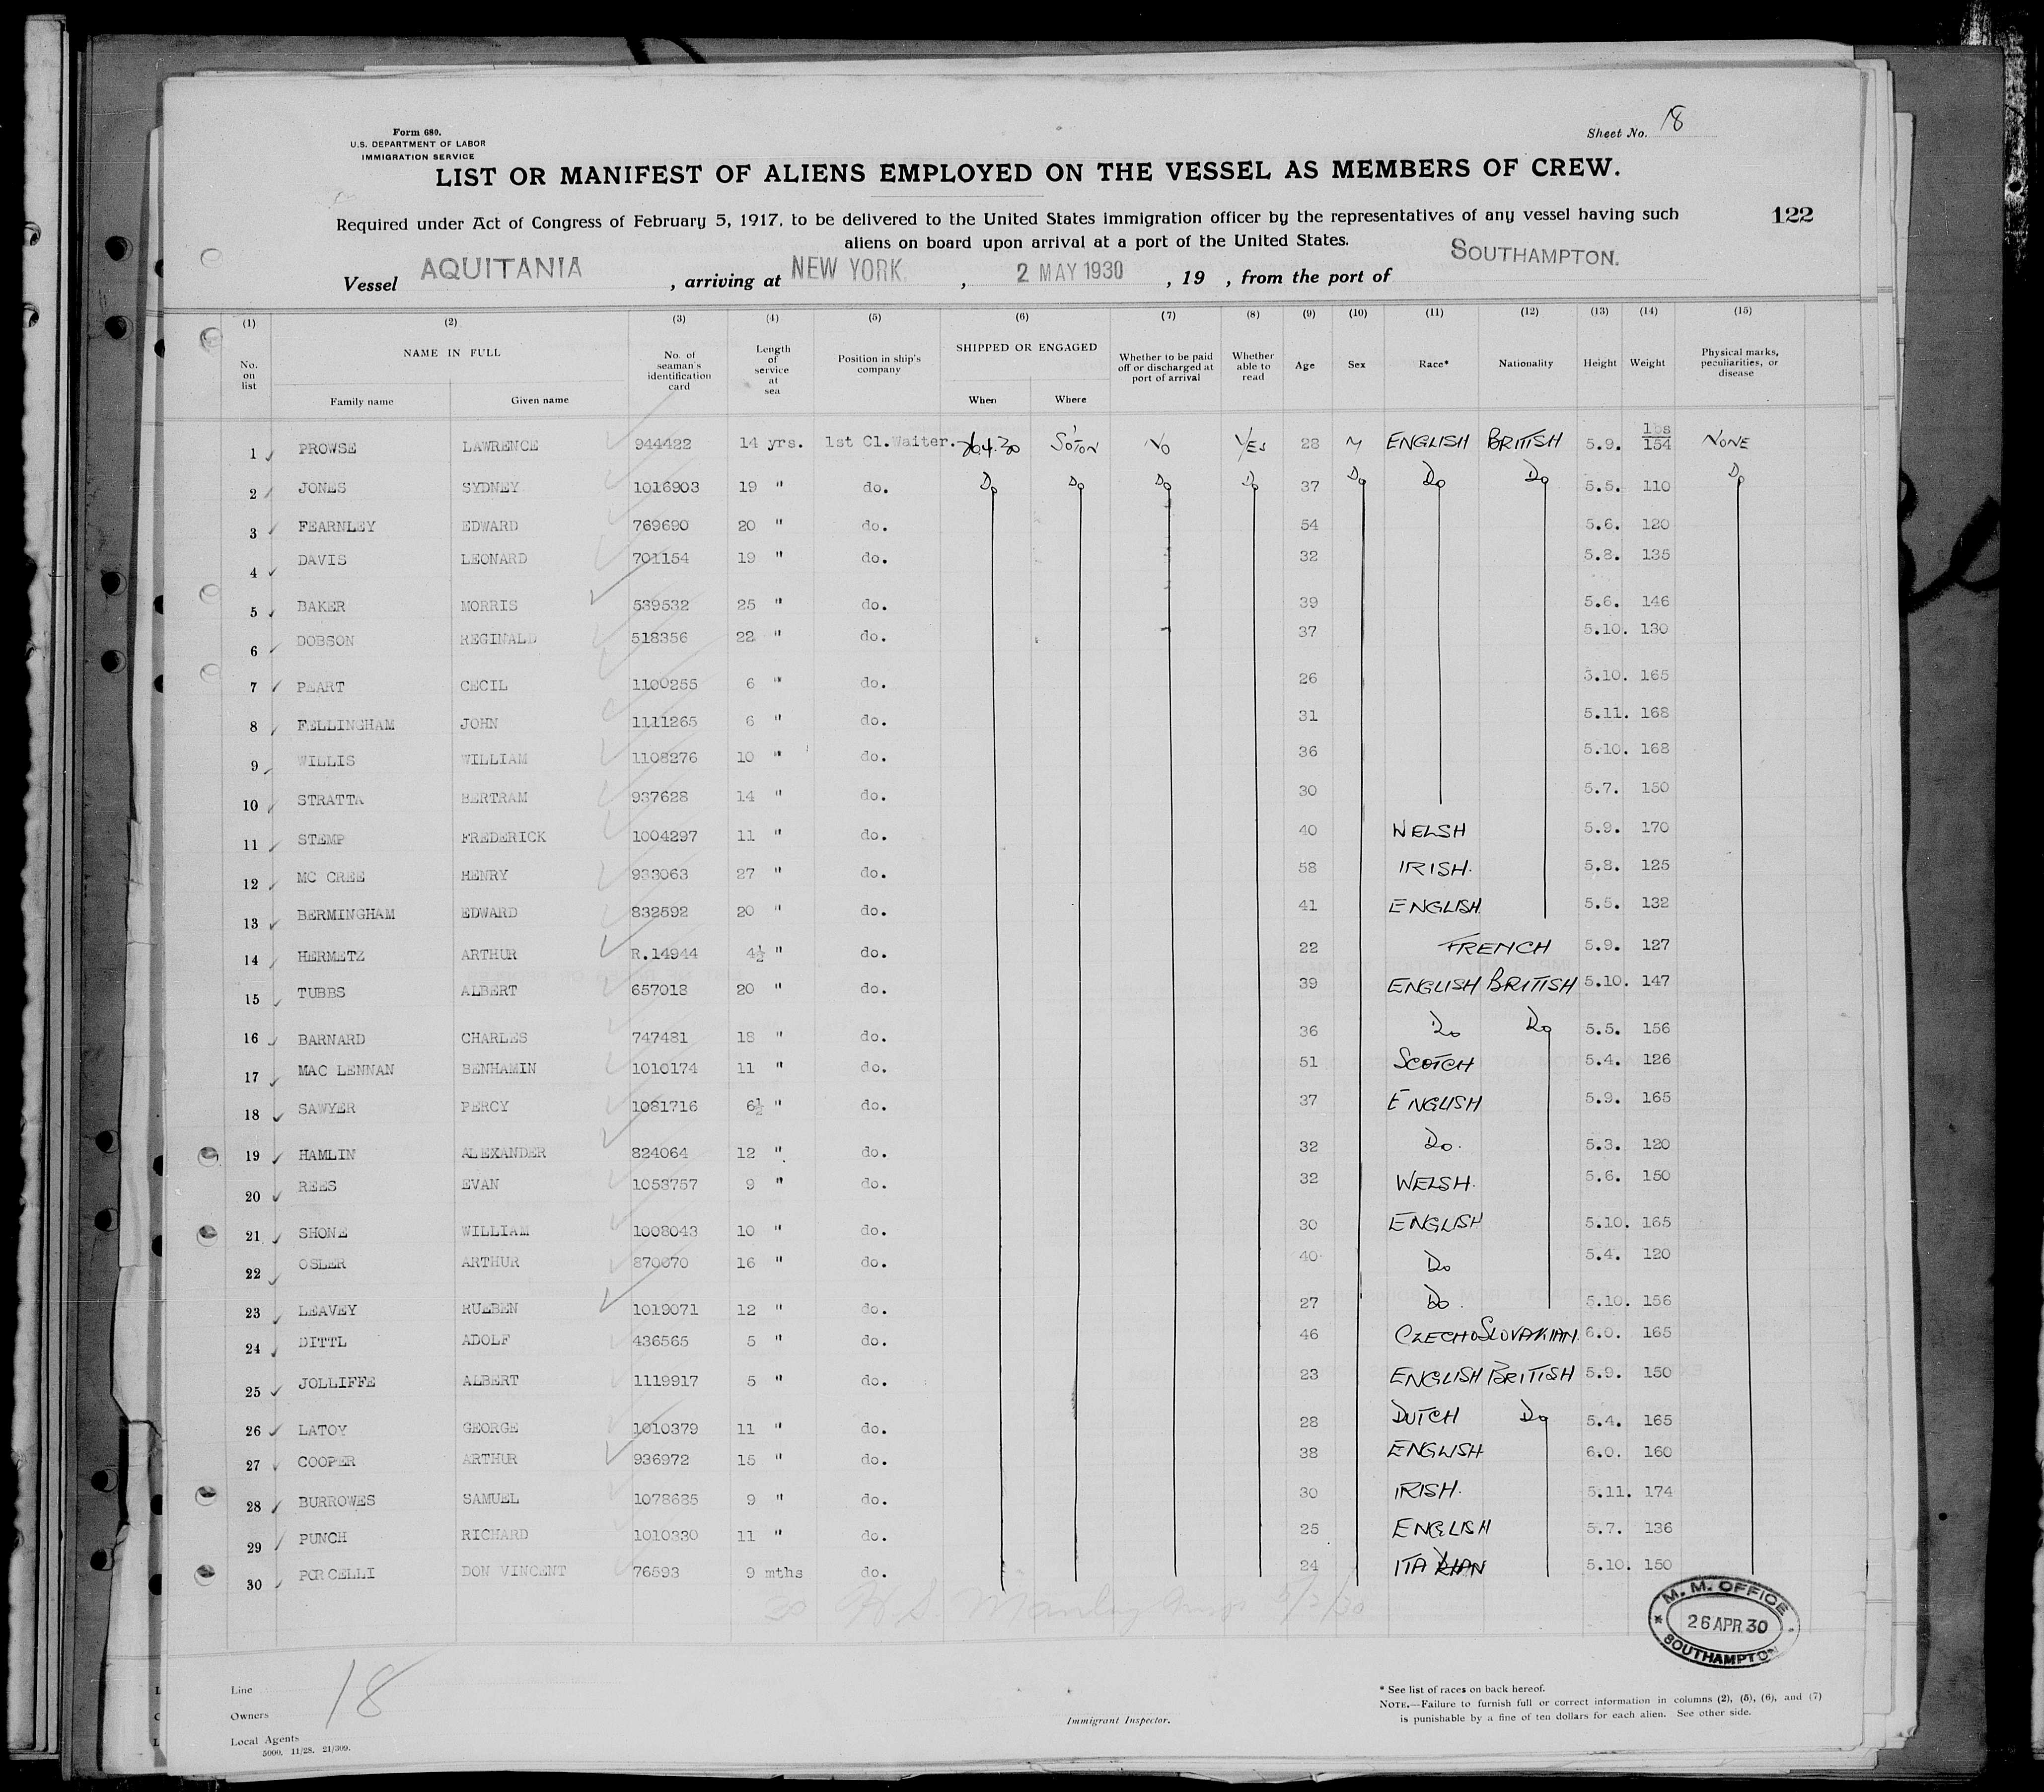 Form 680.
U.S. DEPARTMENT OF LABOR
IMMIGRATION SERVICE
Sheet No. 18
LIST OR MANIFEST OF ALIENS EMPLOYED ON THE VESSEL AS MEMBERS OF CREW.
Required under Act of Congress of February 5, 1917, to be delivered to the United States immigration officer by the representatives of any vessel having such
aliens on board upon arrival at a port of the United States.
122
Vessel AQUITANIA , arriving at NEW YORK. , 2 MAY 1930 , 19 , from the port of SOUTHAMPTON.
(1) (2) (3) (4) (5) (6) (7) (8) (9) (10) (11) (12) (13) (14) (15)
No. on list NAME IN FULL Family name Given name No. of seaman's identification card Length of service at sea Position in ship's company SHIPPED OR ENGAGED When Where Whether to be paid off or discharged at port of arrival Whether able to read Age Sex Race* Nationality Height Weight Physical marks, peculiarities, or disease
1 PROWSE LAWRENCE 944422 14 yrs. 1st Cl. Waiter. 26.4.30 So'ton No Yes 28 M ENGLISH BRITISH 5.9. lbs 154 NONE
2 JONES SYDNEY 1016903 19 " do. Do Do Do Do 37 Do Do Do 5.5. 110 Do
3 FEARNLEY EDWARD 769690 20 " do. 54 5.6. 120
4 DAVIS LEONARD 701154 19 " do. 32 5.8. 135
5 BAKER MORRIS 539532 25 " do. 39 5.6. 146
6 DOBSON REGINALD 518356 22 " do. 37 5.10. 130
7 PEART CECIL 1100255 6 " do. 26 5.10. 165
8 FELLINGHAM JOHN 1111265 6 " do. 31 5.11. 168
9 WILLIS WILLIAM 1108276 10 " do. 36 5.10. 168
10 STRATTA BERTRAM 937628 14 " do. 30 5.7. 150
11 STEMP FREDERICK 1004297 11 " do. 40 WELSH 5.9. 170
12 MC CREE HENRY 933063 27 " do. 58 IRISH. 5.8. 125
13 BERMINGHAM EDWARD 832592 20 " do. 41 ENGLISH 5.5. 132
14 HERMETZ ARTHUR R.14944 4½ " do. 22 FRENCH 5.9. 127
15 TUBBS ALBERT 657018 20 " do. 39 ENGLISH BRITISH 5.10. 147
16 BARNARD CHARLES 747481 18 " do. 36 Do Do 5.5. 156
17 MAC LENNAN BENHAMIN 1010174 11 " do. 51 SCOTCH 5.4. 126
18 SAWYER PERCY 1081716 6½ " do. 37 ENGLISH 5.9. 165
19 HAMLIN ALEXANDER 824064 12 " do. 32 Do. 5.3. 120
20 REES EVAN 1053757 9 " do. 32 WELSH. 5.6. 150
21 SHONE WILLIAM 1008043 10 " do. 30 ENGLISH 5.10. 165
22 OSLER ARTHUR 870070 16 " do. 40 Do 5.4. 120
23 LEAVEY RUEBEN 1019071 12 " do. 27 Do. 5.10. 156
24 DITTL ADOLF 436565 5 " do. 46 CZECHOSLOVAKIAN 6.0. 165
25 JOLLIFFE ALBERT 1119917 5 " do. 23 ENGLISH BRITISH 5.9. 150
26 LATOY GEORGE 1010379 11 " do. 28 DUTCH Do 5.4. 165
27 COOPER ARTHUR 936972 15 " do. 38 ENGLISH 6.0. 160
28 BURROWES SAMUEL 1078685 9 " do. 30 IRISH. 5.11. 174
29 PUNCH RICHARD 1010330 11 " do. 25 ENGLISH 5.7. 136
30 PORCELLI DON VINCENT 76593 9 mths do. 24 ITALIAN 5.10. 150
30 5/2/30
M. M. OFFICE
26 APR 30
SOUTHAMPTON
Line
Owners
Local Agents
18
5000. 11/28. 21/309.
Immigrant Inspector.
* See list of races on back hereof.
NOTE.—Failure to furnish full or correct information in columns (2), (5), (6), and (7)
is punishable by a fine of ten dollars for each alien. See other side.